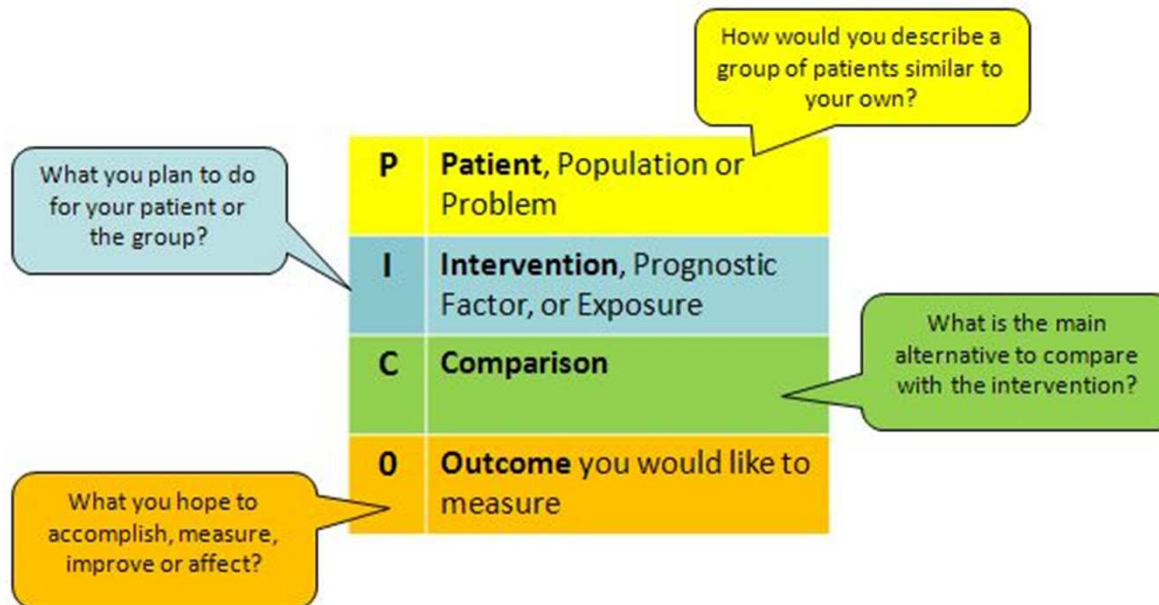 How would you describe a
group of patients similar to
your own?
What you plan to do
for your patient or
the group?
P Patient, Population or
Problem
I Intervention, Prognostic
Factor, or Exposure
C Comparison
What is the main
alternative to compare
with the intervention?
0 Outcome you would like to
measure
What you hope to
accomplish, measure,
improve or affect?